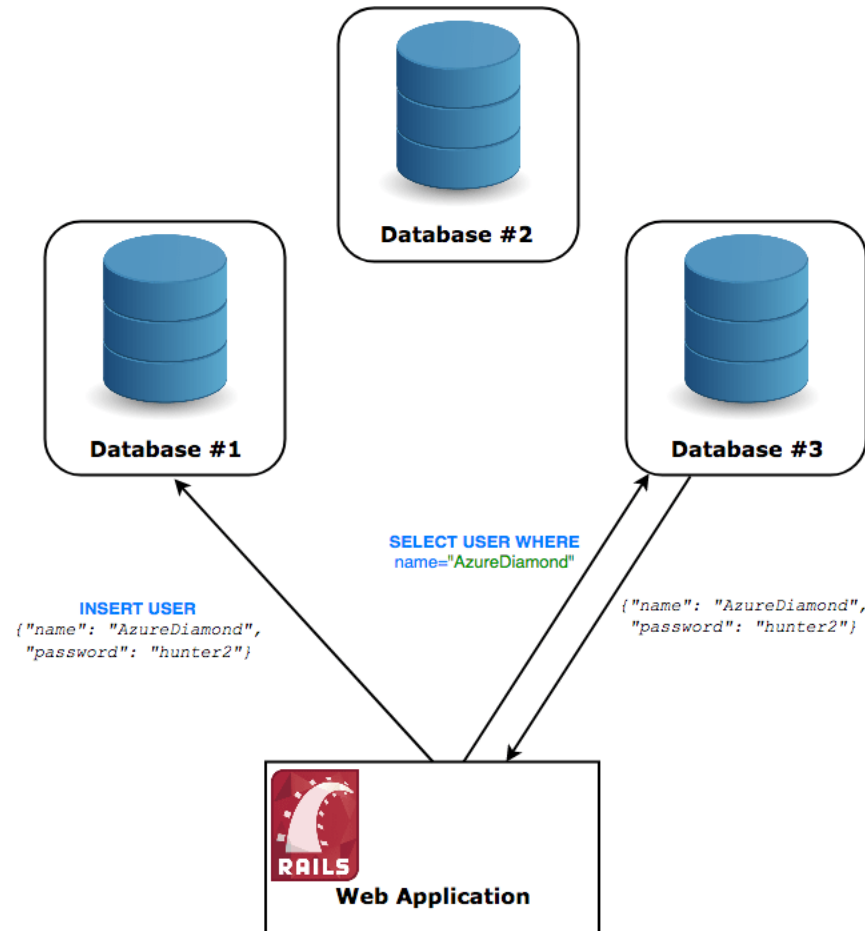 Database #2
Database #1
Database #3
SELECT USER WHERE
name="AzureDiamond"
INSERT USER
{"name": "AzureDiamond",
"password": "hunter2"}
{"name": "AzureDiamond",
"password": "hunter2"}
RAILS
Web Application